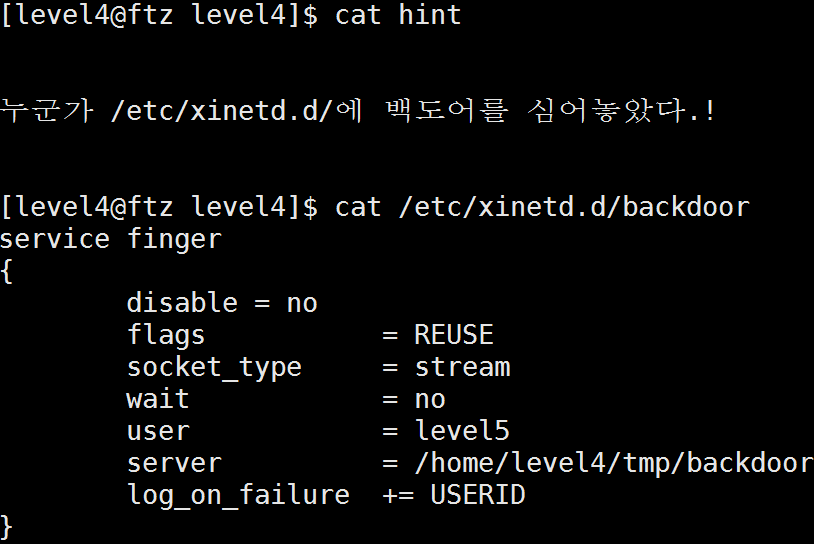 [level4@ftz level4]$ cat hint
누군가 /etc/xinetd.d/에 백도어를 심어놓았다.!
[level4@ftz level4]$ cat /etc/xinetd.d/backdoor
service finger
{
disable = no
flags = REUSE
socket_type = stream
wait = no
user = level5
server = /home/level4/tmp/backdoor
log_on_failure += USERID
}